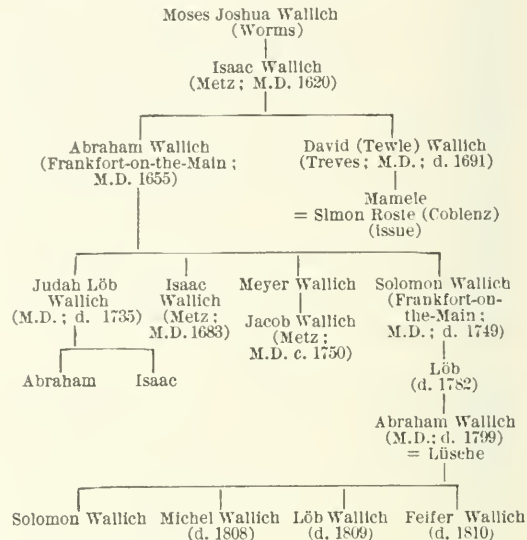 Moses Joshua Wallich
(Worms)
Isaac Wallich
(Metz; M.D. 1620)
Abraham Wallich
(Frankfort-on-the-Main;
M.D. 1655)
David (Tewle) Wallich
(Treves; M.D.; d. 1691)
Mamele
= Simon Roste (Coblenz)
(issue)
Judah Löb
Wallich
(M.D.; d. 1735)
Abraham
Isaac
Isaac
Wallich
(Metz;
M.D. 1683)
Meyer Wallich
Jacob Wallich
(Metz;
M.D. c. 1750)
Solomon Wallich
(Frankfort-on-
the-Main;
M.D.; d. 1749)
Löb
(d. 1782)
Abraham Wallich
(M.D.; d. 1799)
= Lüsche
Solomon Wallich
Michel Wallich
(d. 1808)
Löb Wallich
(d. 1809)
Feifer Wallich
(d. 1810)